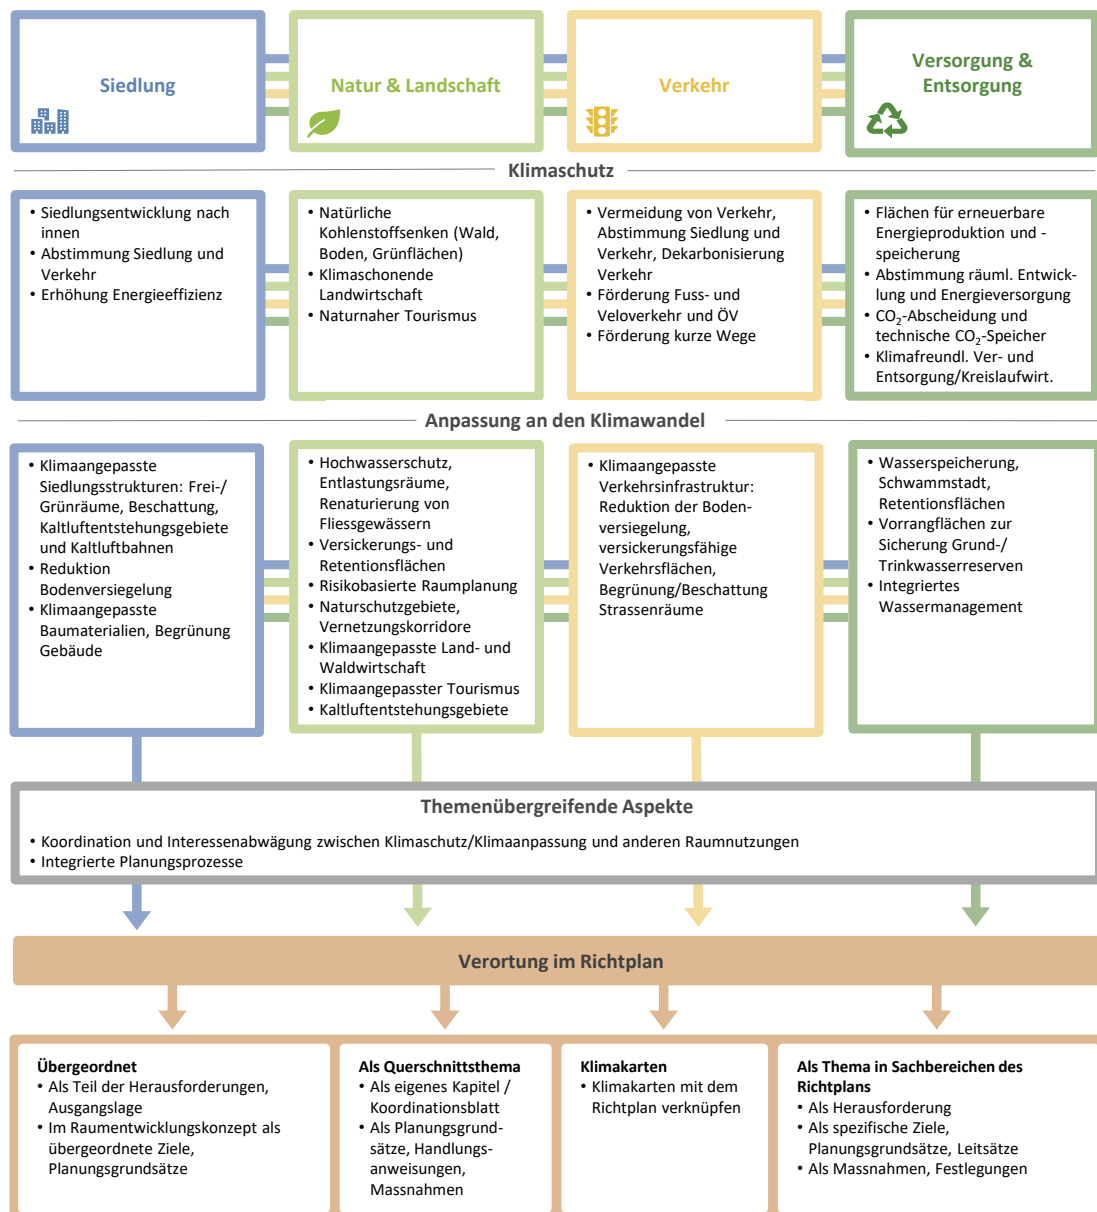 Siedlung
Natur & Landschaft
Verkehr
Versorgung &
Entsorgung
Klimaschutz
• Siedlungsentwicklung nach
innen
• Abstimmung Siedlung und
Verkehr
• Erhöhung Energieeffizienz
• Natürliche
Kohlenstoffsenken (Wald,
Boden, Grünflächen)
• Klimaschonende
Landwirtschaft
• Naturnaher Tourismus
• Vermeidung von Verkehr,
Abstimmung Siedlung und
Verkehr, Dekarbonisierung
Verkehr
• Förderung Fuss- und
Veloverkehr und ÖV
• Förderung kurze Wege
• Flächen für erneuerbare
Energieproduktion und -
speicherung
• Abstimmung räuml. Entwick-
lung und Energieversorgung
• CO₂-Abscheidung und
technische CO₂-Speicher
• Klimafreundl. Ver- und
Entsorgung/Kreislaufwirt.
Anpassung an den Klimawandel
• Klimaangepasste
Siedlungsstrukturen: Frei-/
Grünräume, Beschattung,
Kaltluftentstehungsgebiete
und Kaltluftbahnen
• Reduktion
Bodenversiegelung
• Klimaangepasste
Baumaterialien, Begrünung
Gebäude
• Hochwasserschutz,
Entlastungsräume,
Renaturierung von
Fliessgewässern
• Versickerungs- und
Retentionsflächen
• Risikobasierte Raumplanung
• Naturschutzgebiete,
Vernetzungskorridore
• Klimaangepasste Land- und
Waldwirtschaft
• Klimaangepasster Tourismus
• Kaltluftentstehungsgebiete
• Klimaangepasste
Verkehrsinfrastruktur:
Reduktion der Boden-
versiegelung,
versickerungsfähige
Verkehrsflächen,
Begrünung/Beschattung
Strassenräume
• Wasserspeicherung,
Schwammstadt,
Retentionsflächen
• Vorrangflächen zur
Sicherung Grund-/
Trinkwasserreserven
• Integriertes
Wassermanagement
Themenübergreifende Aspekte
• Koordination und Interessenabwägung zwischen Klimaschutz/Klimaanpassung und anderen Raumnutzungen
• Integrierte Planungsprozesse
Verortung im Richtplan
Übergeordnet
• Als Teil der Herausforderungen,
Ausgangslage
• Im Raumentwicklungskonzept als
übergeordnete Ziele,
Planungsgrundsätze
Als Querschnittsthema
• Als eigenes Kapitel /
Koordinationsblatt
• Als Planungsgrund-
sätze, Handlungs-
anweisungen,
Massnahmen
Klimakarten
• Klimakarten mit dem
Richtplan verknüpfen
Als Thema in Sachbereichen des
Richtplans
• Als Herausforderung
• Als spezifische Ziele,
Planungsgrundsätze, Leitsätze
• Als Massnahmen, Festlegungen